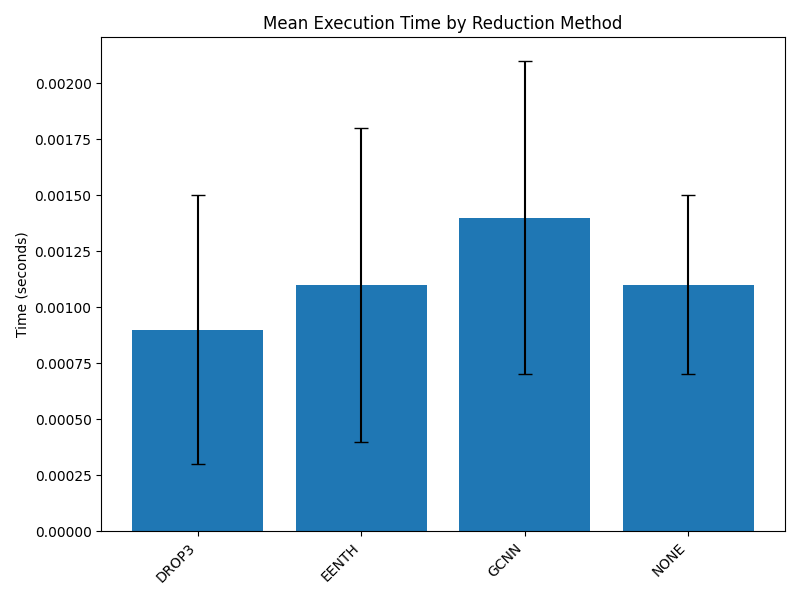 Mean Execution Time by Reduction Method
Time (seconds)
0.00200
0.00175
0.00150
0.00125
0.00100
0.00075
0.00050
0.00025
0.00000
DROP3
EENTH
GCNN
NONE